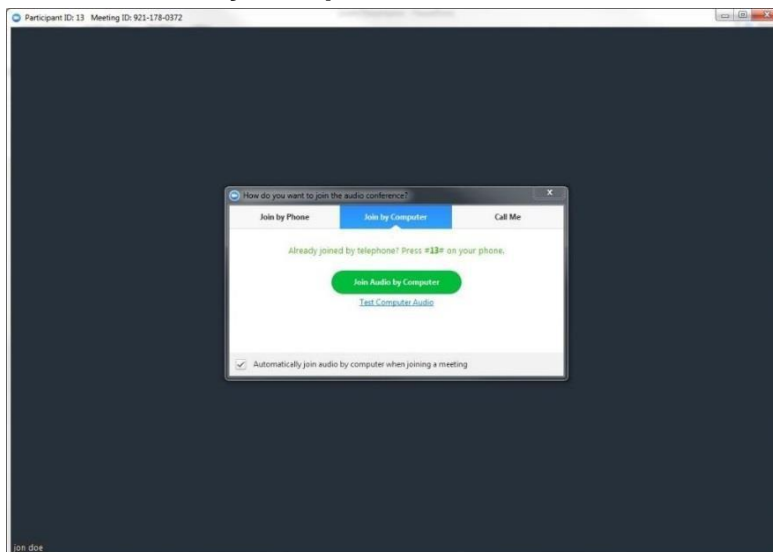 Participant ID: 13 Meeting ID: 921-178-0372
How do you want to join the audio conference?
Join by Phone
Join by Computer
Call Me
Already joined by telephone? Press #13# on your phone.
Join Audio by Computer
Test Computer Audio
Automatically join audio by computer when joining a meeting
jon doe